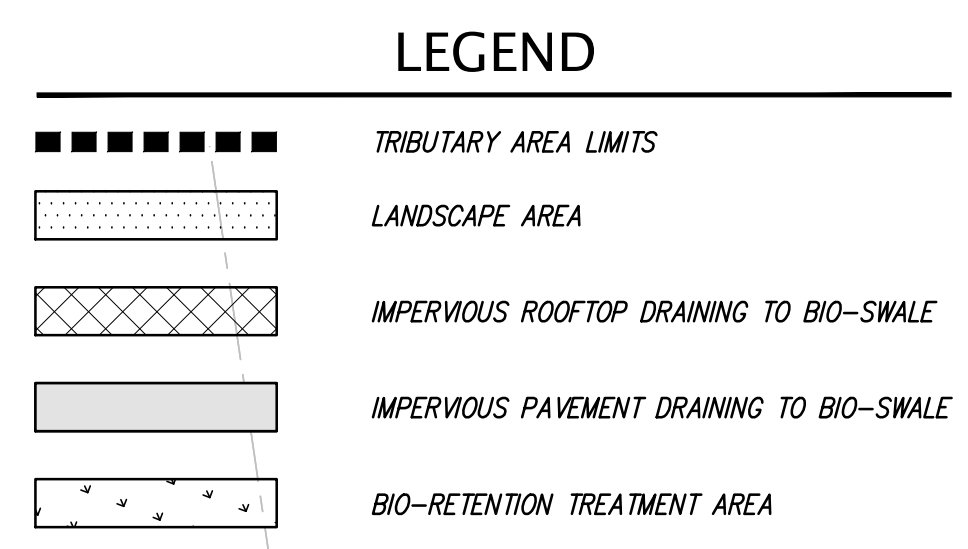 LEGEND
TRIBUTARY AREA LIMITS
LANDSCAPE AREA
IMPERVIOUS ROOFTOP DRAINING TO BIO-SWALE
IMPERVIOUS PAVEMENT DRAINING TO BIO-SWALE
BIO-RETENTION TREATMENT AREA